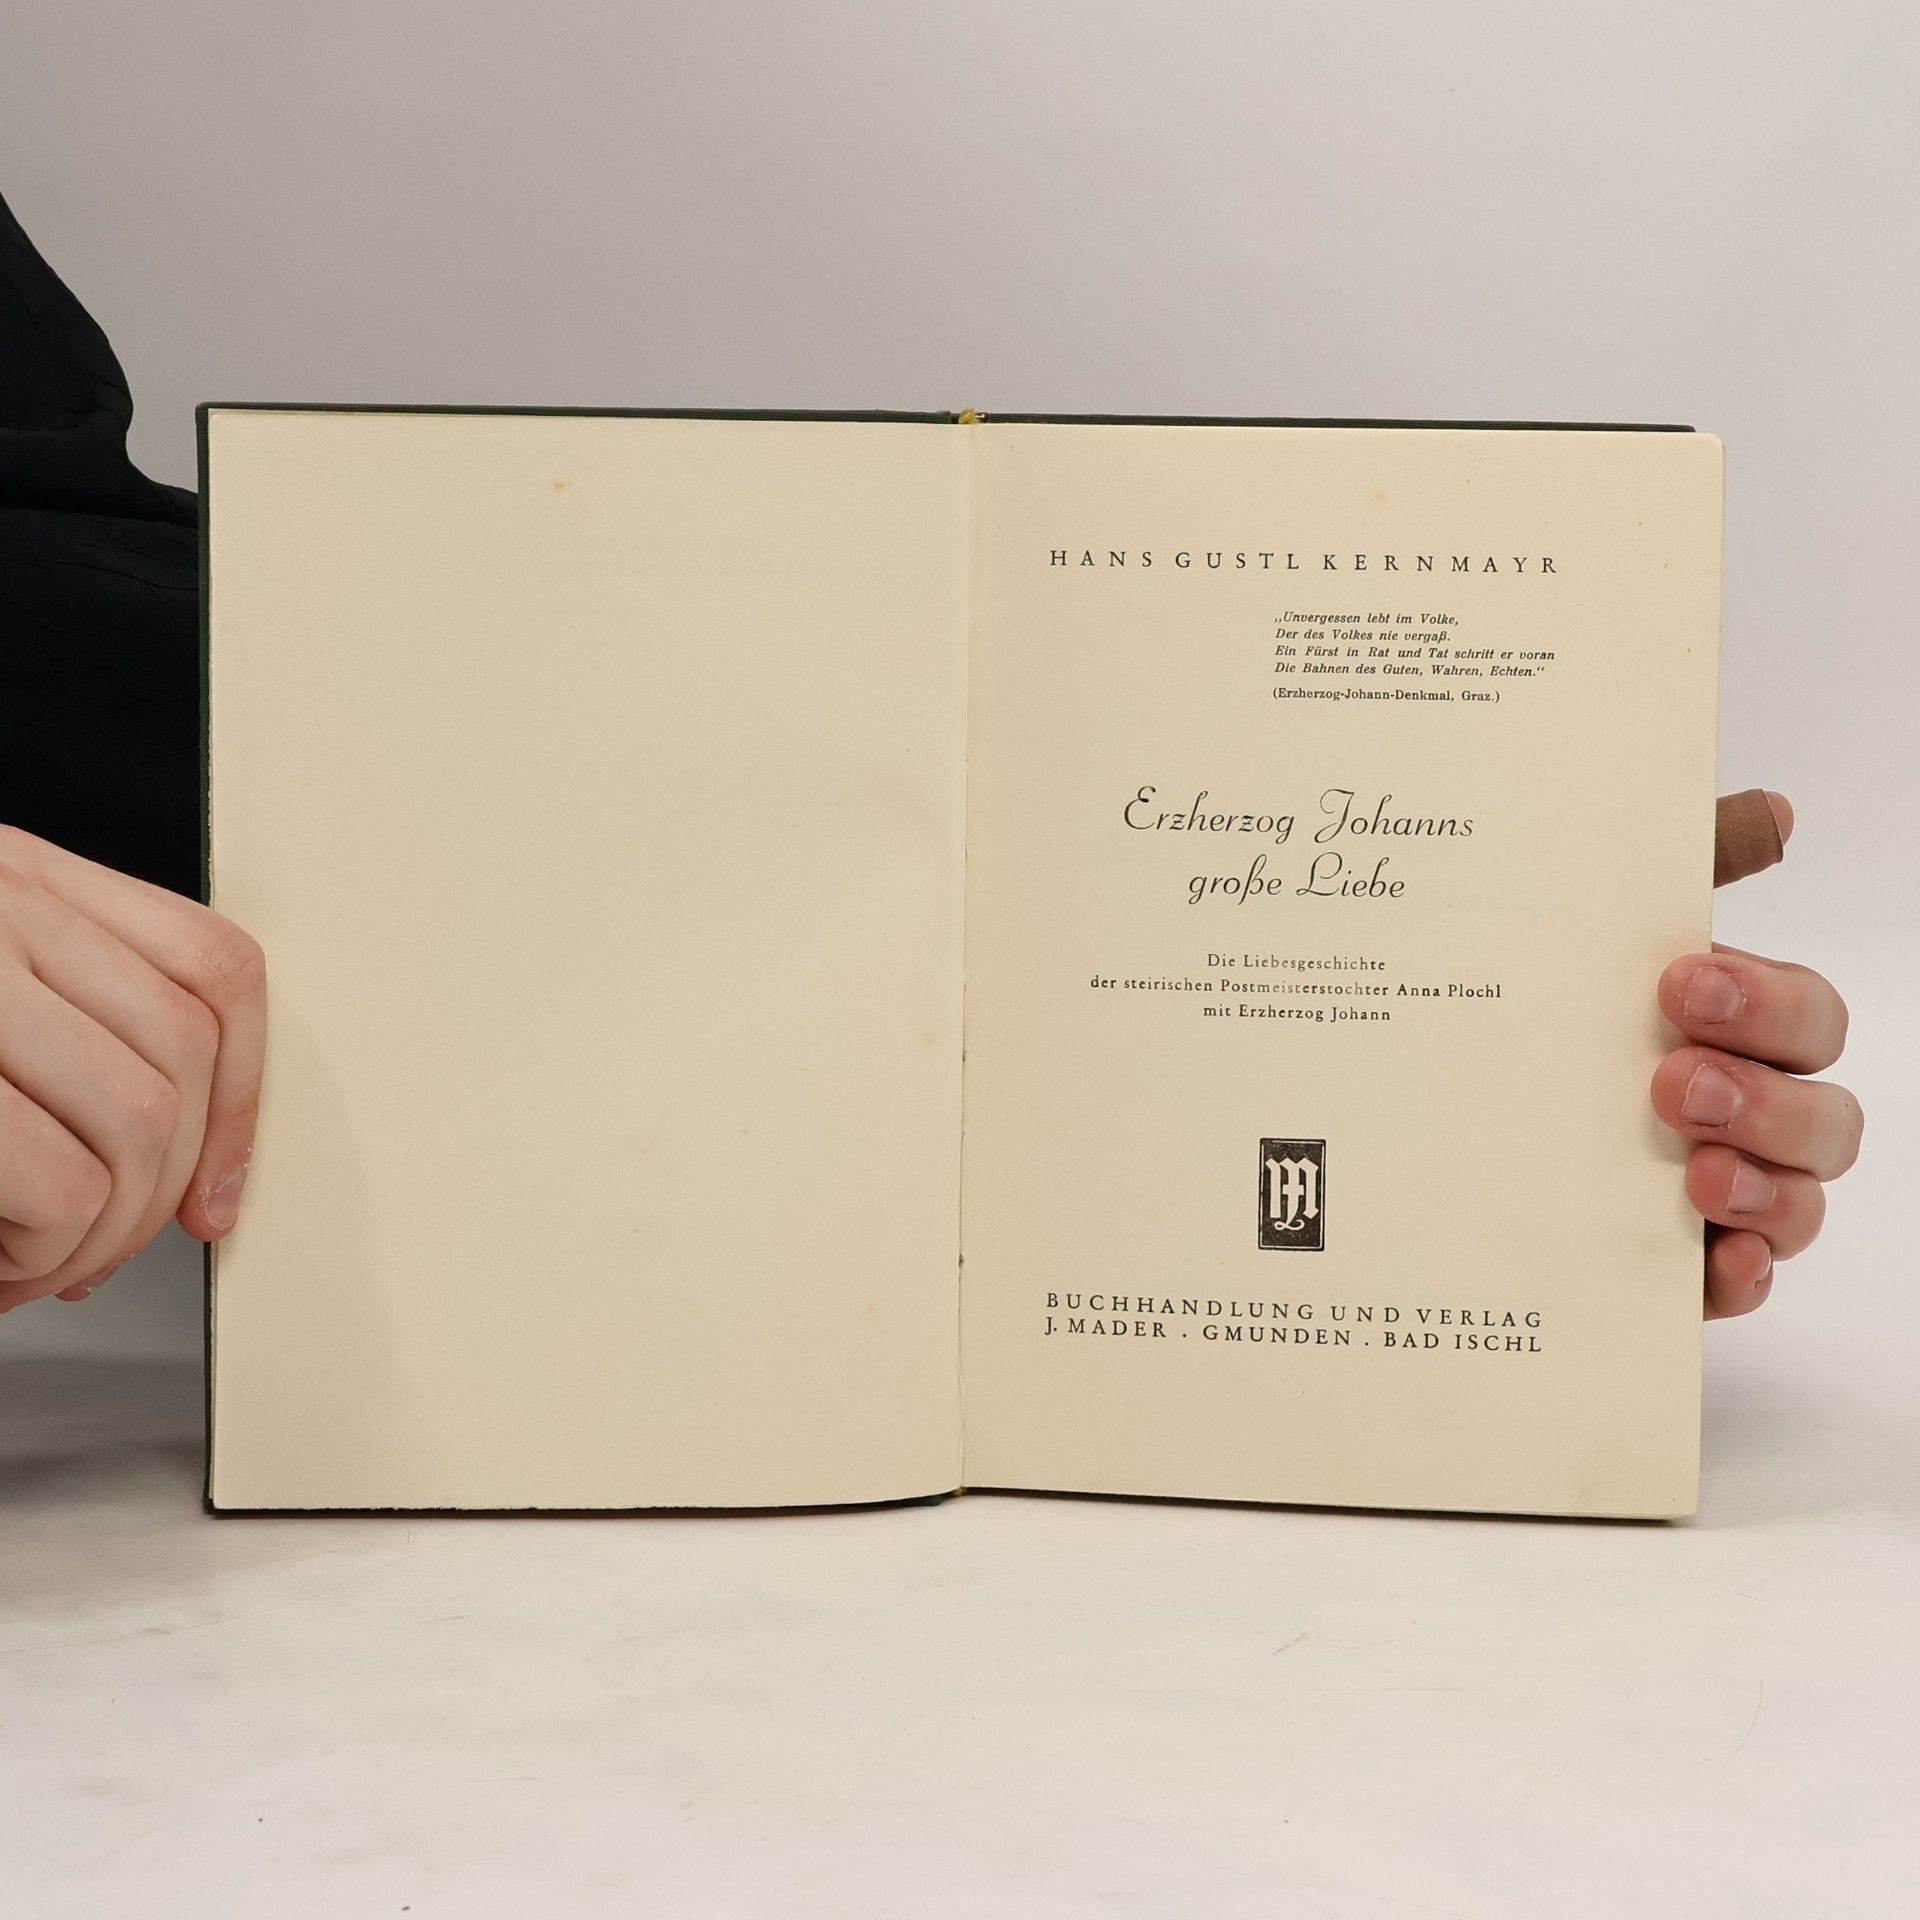 HANS GUSTL KERNMAYR
„Unvergessen lebt im Volke,
Der des Volkes nie vergaß.
Ein Fürst in Rat und Tat schritt er voran
Die Bahnen des Guten, Wahren, Echten.“
(Erzherzog-Johann-Denkmal, Graz.)
Erzherzog Johanns
große Liebe
Die Liebesgeschichte
der steirischen Postmeisterstochter Anna Plochl
mit Erzherzog Johann
M
BUCHHANDLUNG UND VERLAG
J. MADER . GMUNDEN . BAD ISCHL